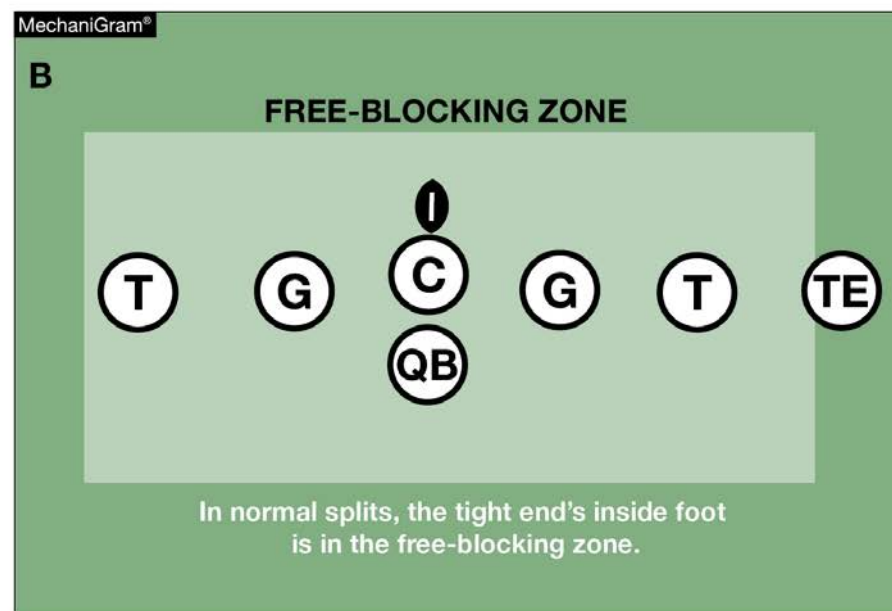 MechaniGram®
B
FREE-BLOCKING ZONE
T G C G T TE
QB
In normal splits, the tight end's inside foot
is in the free-blocking zone.